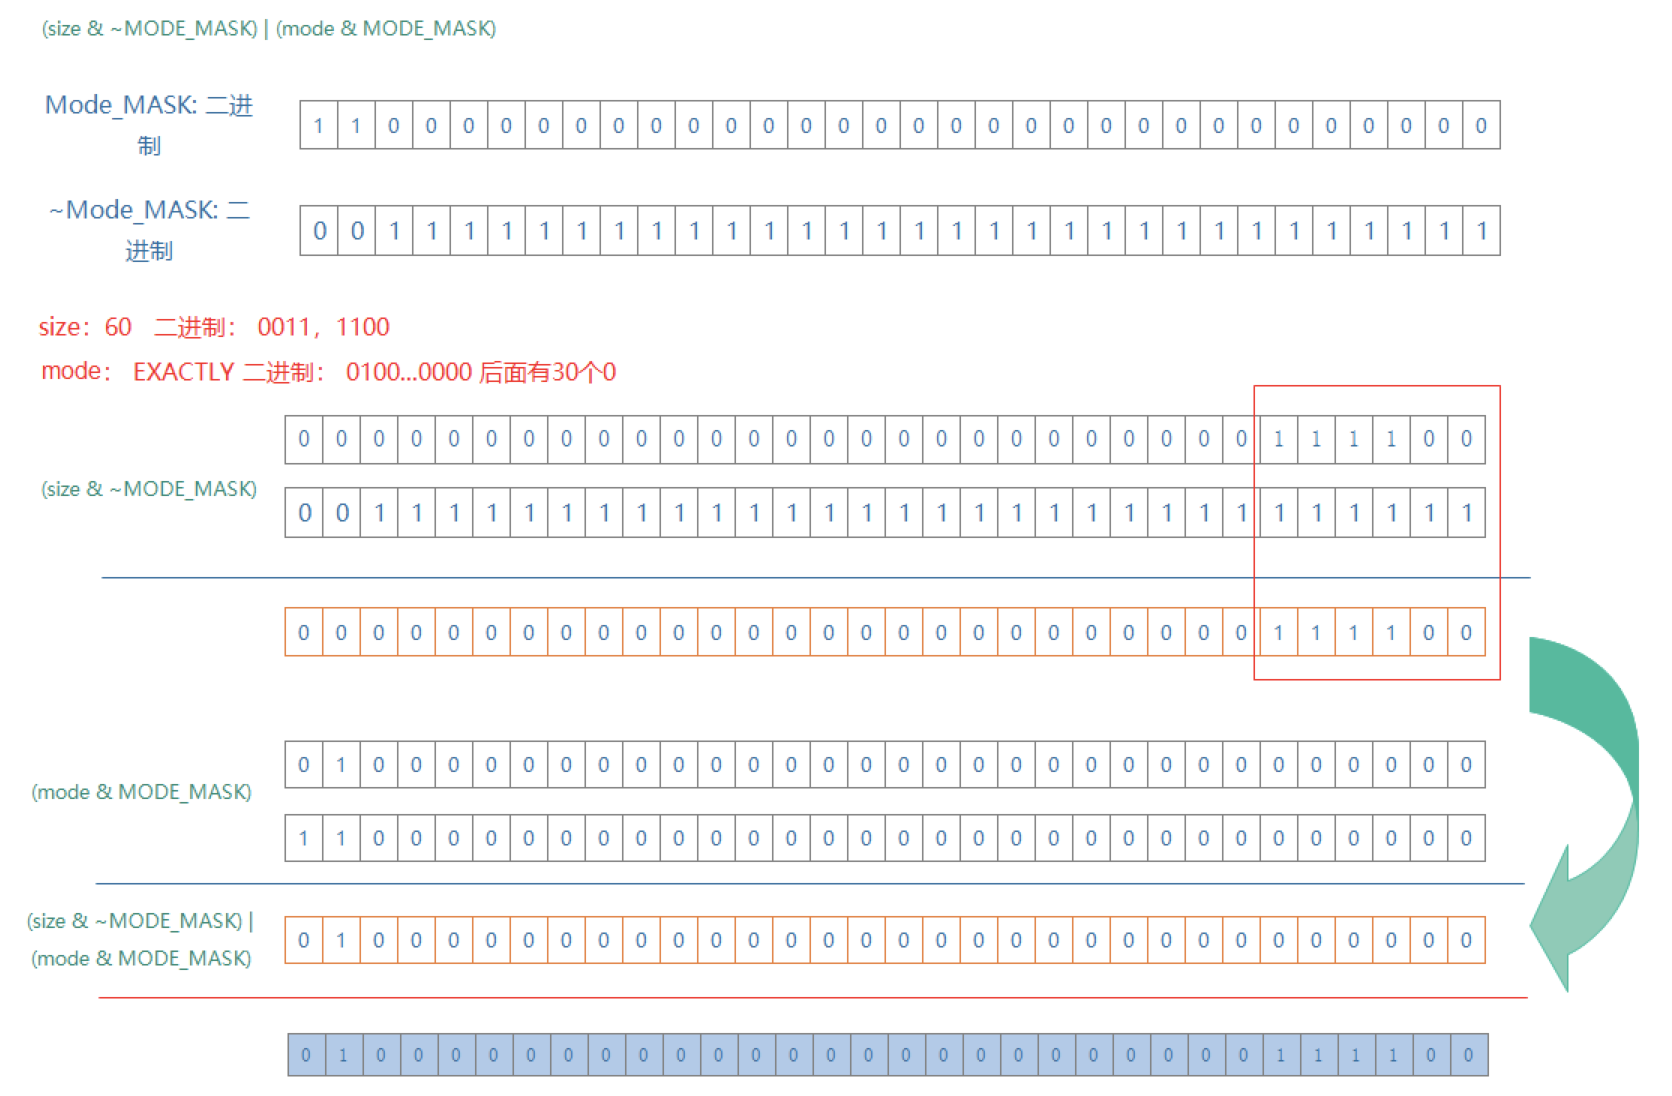 (size & ~MODE_MASK) | (mode & MODE_MASK)
Mode_MASK: 二进
制
1 1 0 0 0 0 0 0 0 0 0 0 0 0 0 0 0 0 0 0 0 0 0 0 0 0 0 0 0 0 0 0
~Mode_MASK: 二
进制
0 0 1 1 1 1 1 1 1 1 1 1 1 1 1 1 1 1 1 1 1 1 1 1 1 1 1 1 1 1 1 1
size：60 二进制： 0011，1100
mode： EXACTLY 二进制： 0100...0000 后面有30个0
0 0 0 0 0 0 0 0 0 0 0 0 0 0 0 0 0 0 0 0 0 0 0 0 0 0 1 1 1 1 0 0
(size & ~MODE_MASK)
0 0 1 1 1 1 1 1 1 1 1 1 1 1 1 1 1 1 1 1 1 1 1 1 1 1 1 1 1 1 1 1
0 0 0 0 0 0 0 0 0 0 0 0 0 0 0 0 0 0 0 0 0 0 0 0 0 0 1 1 1 1 0 0
0 1 0 0 0 0 0 0 0 0 0 0 0 0 0 0 0 0 0 0 0 0 0 0 0 0 0 0 0 0 0 0
(mode & MODE_MASK)
1 1 0 0 0 0 0 0 0 0 0 0 0 0 0 0 0 0 0 0 0 0 0 0 0 0 0 0 0 0 0 0
(size & ~MODE_MASK) |
(mode & MODE_MASK)
0 1 0 0 0 0 0 0 0 0 0 0 0 0 0 0 0 0 0 0 0 0 0 0 0 0 0 0 0 0 0 0
0 1 0 0 0 0 0 0 0 0 0 0 0 0 0 0 0 0 0 0 0 0 0 0 0 0 1 1 1 1 0 0